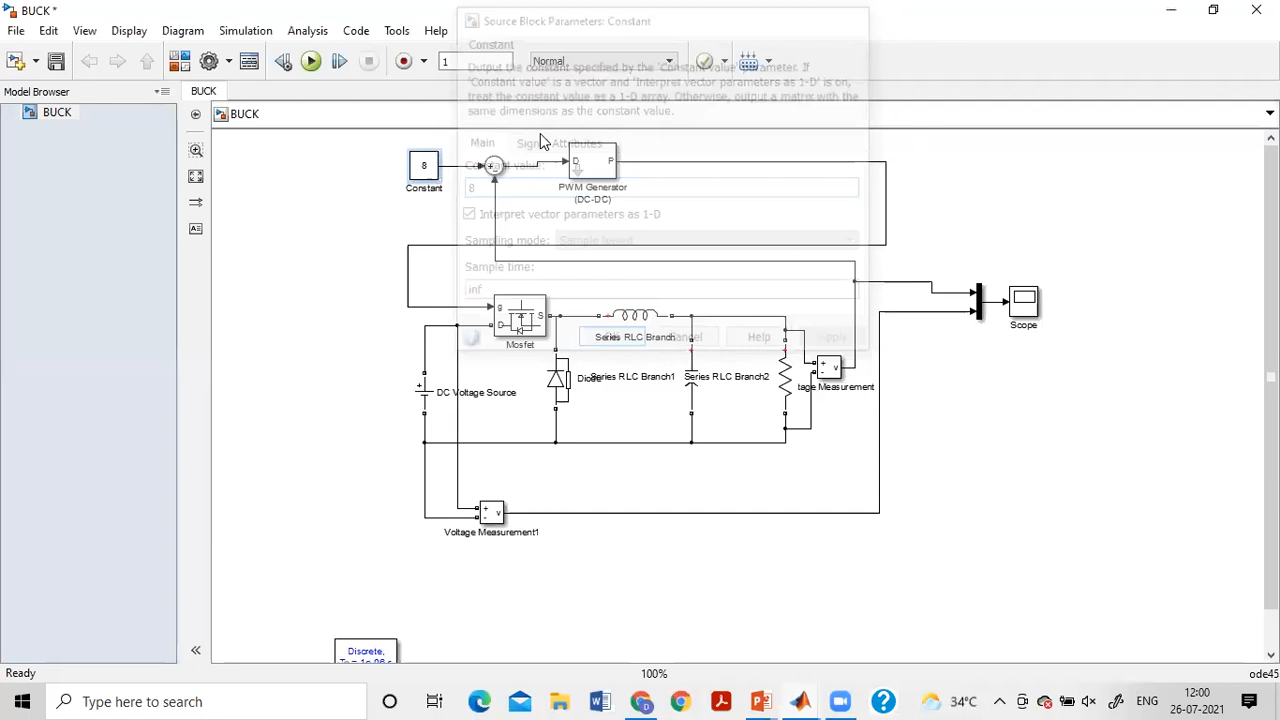 BUCK *
File Edit View Display Diagram Simulation Analysis Code Tools Help
Source Block Parameters: Constant
Constant
Output the constant specified by the 'Constant value' parameter. If
'Constant value' is a vector and 'Interpret vector parameters as 1-D' is on,
treat the constant value as a 1-D array. Otherwise, output a matrix with the
same dimensions as the constant value.
1
Normal
Model Browser
BUCK
BUCK
BUCK
Main
Signal Attributes
Constant value:
8
Interpret vector parameters as 1-D
Sampling mode:
Sample based
Sample time:
inf
Cancel
Help
Apply
8
Constant
D P
PWM Generator
(DC-DC)
g
D
S
Mosfet
Series RLC Branch
Diode
Series RLC Branch1
Series RLC Branch2
DC Voltage Source
+
-
v
tage Measurement
Scope
+
-
v
Voltage Measurement1
Discrete,
Ready
100%
ode45
Type here to search
34°C
ENG
12:00
26-07-2021